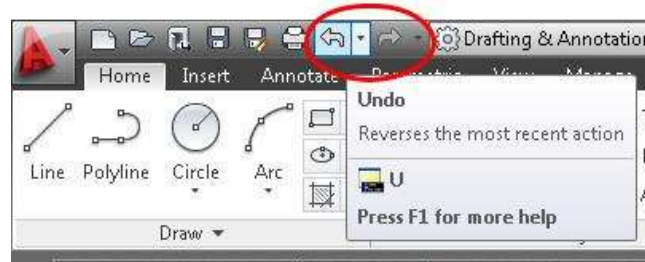 Drafting & Annotation
Home Insert Annotate
Undo
Reverses the most recent action
U
Press F1 for more help
Line Polyline Circle Arc
Draw